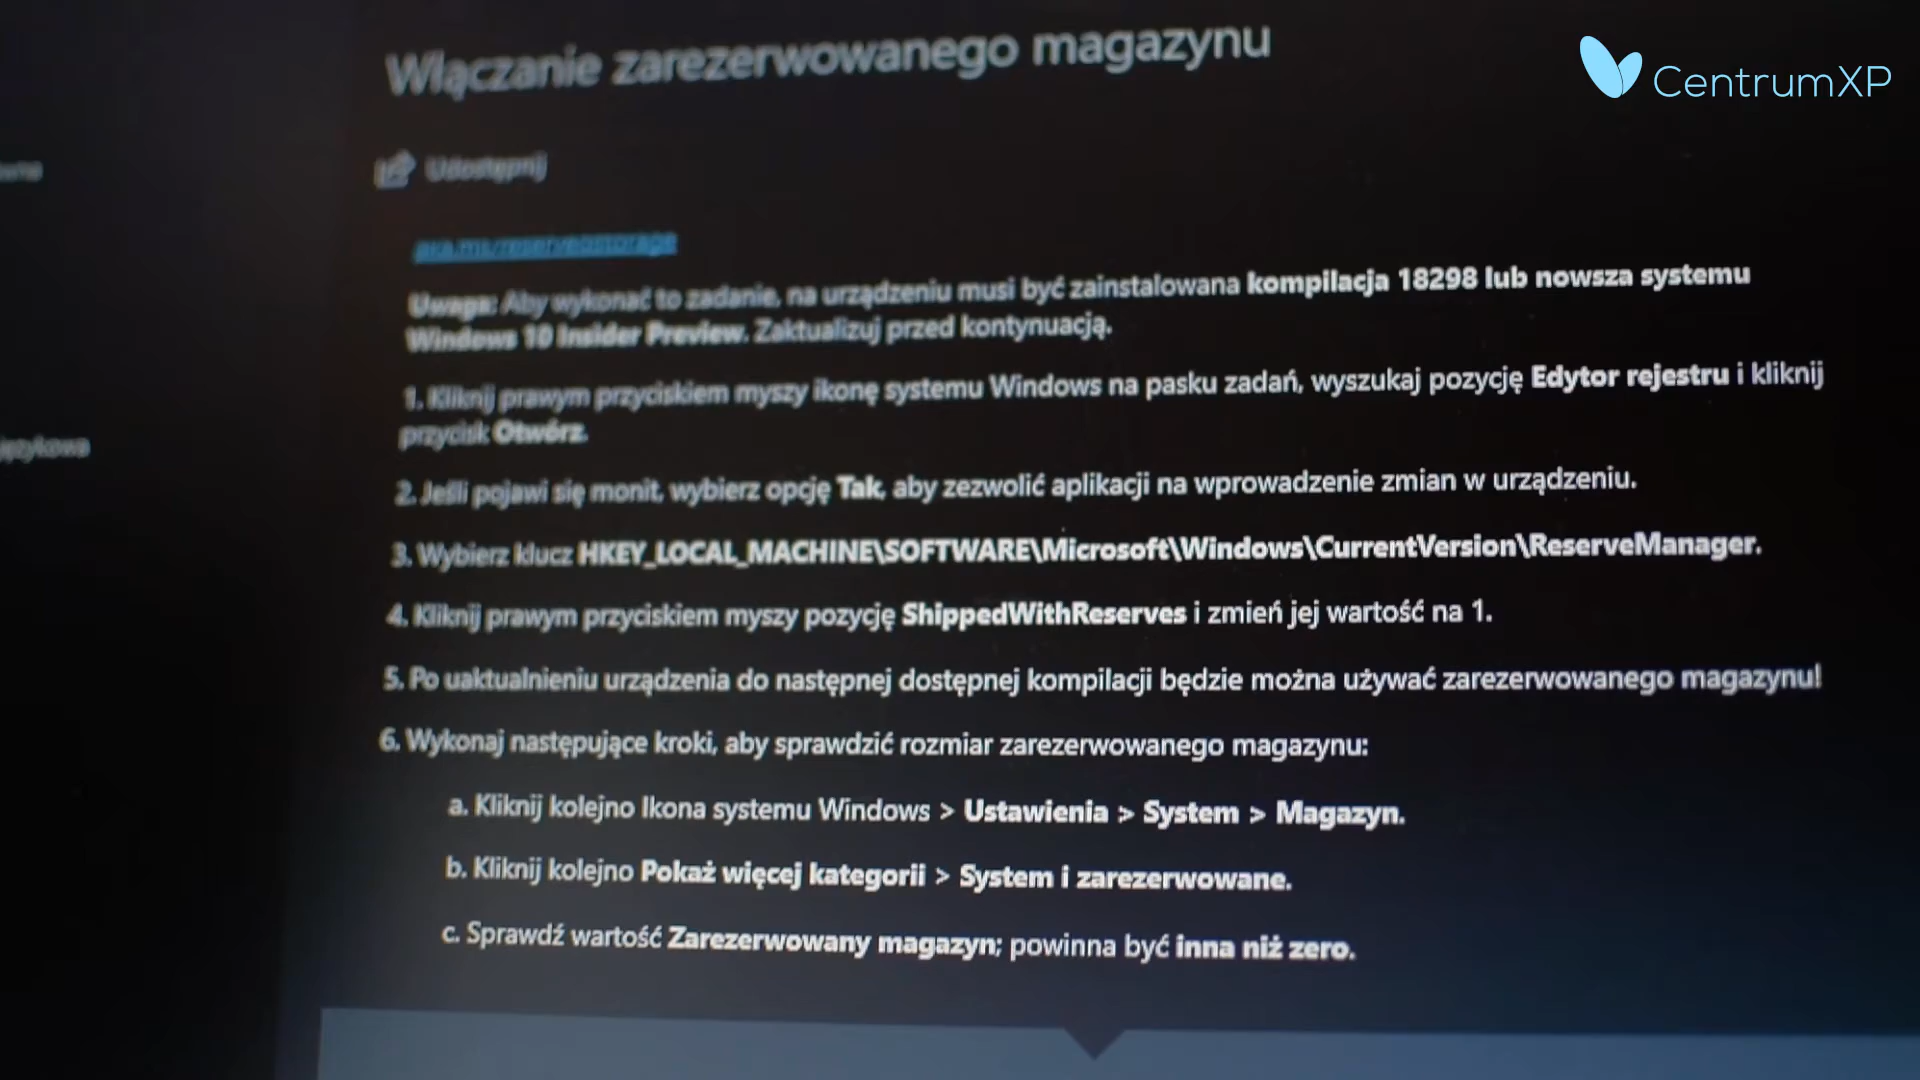 Włączanie zarezerwowanego magazynu
CentrumXP
Udostępnij
aka.ms/reservedstorage
Uwaga: Aby wykonać to zadanie, na urządzeniu musi być zainstalowana kompilacja 18298 lub nowsza systemu
Windows 10 Insider Preview. Zaktualizuj przed kontynuacją.
1. Kliknij prawym przyciskiem myszy ikonę systemu Windows na pasku zadań, wyszukaj pozycję Edytor rejestru i kliknij
przycisk Otwórz.
2. Jeśli pojawi się monit, wybierz opcję Tak, aby zezwolić aplikacji na wprowadzenie zmian w urządzeniu.
językowa
3. Wybierz klucz HKEY_LOCAL_MACHINE\SOFTWARE\Microsoft\Windows\CurrentVersion\ReserveManager.
4. Kliknij prawym przyciskiem myszy pozycję ShippedWithReserves i zmień jej wartość na 1.
5. Po uaktualnieniu urządzenia do następnej dostępnej kompilacji będzie można używać zarezerwowanego magazynu!
6. Wykonaj następujące kroki, aby sprawdzić rozmiar zarezerwowanego magazynu:
a. Kliknij kolejno Ikona systemu Windows > Ustawienia > System > Magazyn.
b. Kliknij kolejno Pokaż więcej kategorii > System i zarezerwowane.
c. Sprawdź wartość Zarezerwowany magazyn; powinna być inna niż zero.